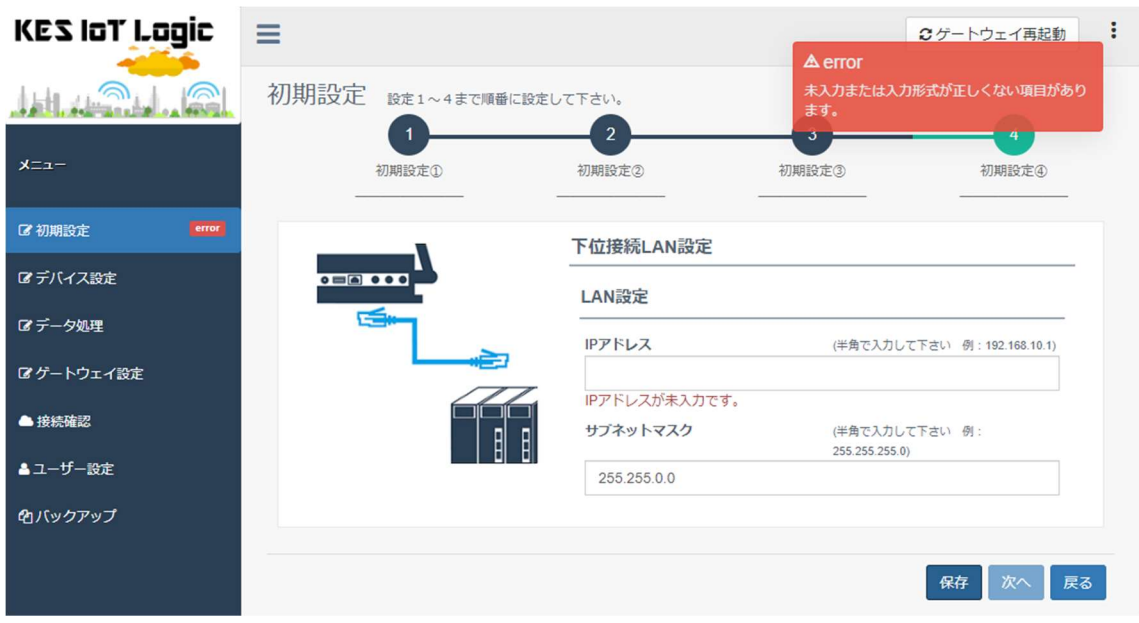 KES IoT Logic
ゲートウェイ再起動
error
未入力または入力形式が正しくない項目があり
ます。
初期設定 設定1～4まで順番に設定して下さい。
1 2 3 4
初期設定① 初期設定② 初期設定③ 初期設定④
メニュー
初期設定 error
デバイス設定
データ処理
ゲートウェイ設定
接続確認
ユーザー設定
バックアップ
下位接続LAN設定
LAN設定
IPアドレス (半角で入力して下さい 例：192.168.10.1)
IPアドレスが未入力です。
サブネットマスク (半角で入力して下さい 例：
255.255.255.0)
255.255.0.0
保存 次へ 戻る